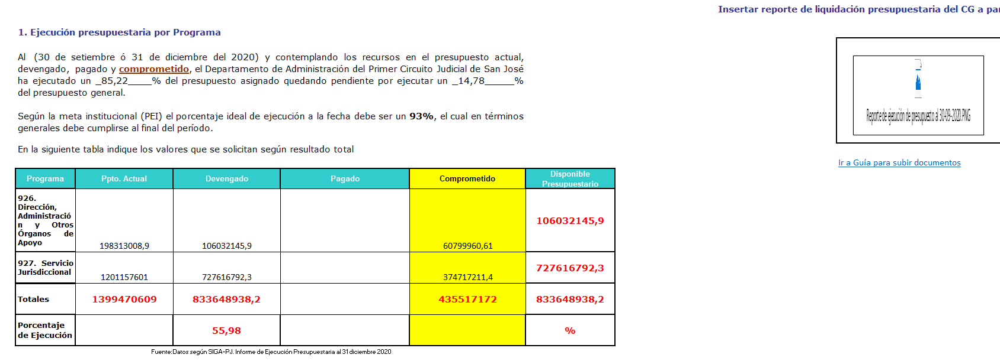 Insertar reporte de liquidación presupuestaria del CG a par
1. Ejecución presupuestaria por Programa
Al (30 de setiembre ó 31 de diciembre del 2020) y contemplando los recursos en el presupuesto actual,
devengado, pagado y comprometido, el Departamento de Administración del Primer Circuito Judicial de San José
ha ejecutado un _85,22____% del presupuesto asignado quedando pendiente por ejecutar un _14,78_____%
del presupuesto general.
Según la meta institucional (PEI) el porcentaje ideal de ejecución a la fecha debe ser un 93%, el cual en términos
generales debe cumplirse al final del período.
En la siguiente tabla indique los valores que se solicitan según resultado total
Reporte de ejecución de presupuesto al 30-09-2020.PNG
Ir a Guía para subir documentos
Programa Ppto. Actual Devengado Pagado Comprometido Disponible
Presupuestario
926.
Dirección,
Administració
n y Otros
Órganos de
Apoyo
198313008,9 106032145,9 60799960,61 106032145,9
927. Servicio
Jurisdiccional
1201157601 727616792,3 374717211,4 727616792,3
Totales 1399470609 833648938,2 435517172 833648938,2
Porcentaje
de Ejecución
55,98 %
Fuente:Datos según SIGA-PJ. Informe de Ejecución Presupuestaria al 31 diciembre 2020